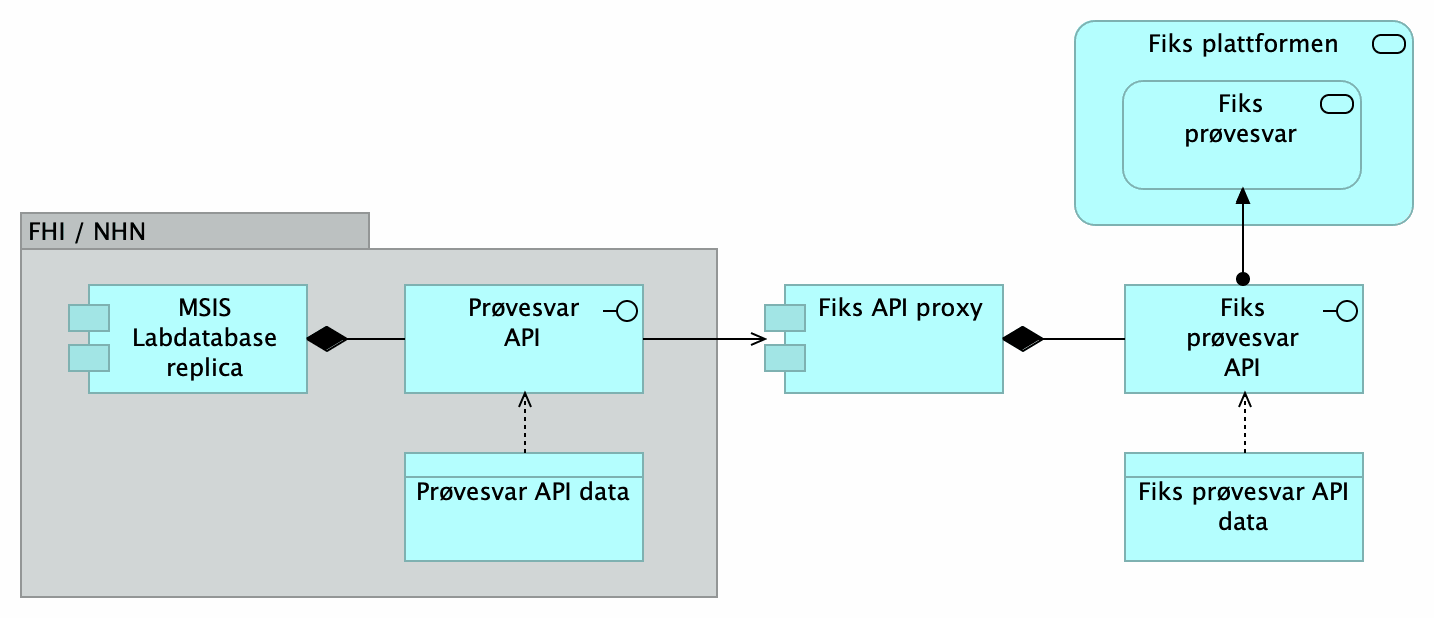 Fiks plattformen
Fiks
prøvesvar
FHI / NHN
MSIS
Labdatabase
replica
Prøvesvar
API
Fiks API proxy
Fiks
prøvesvar
API
Prøvesvar API data
Fiks prøvesvar API
data